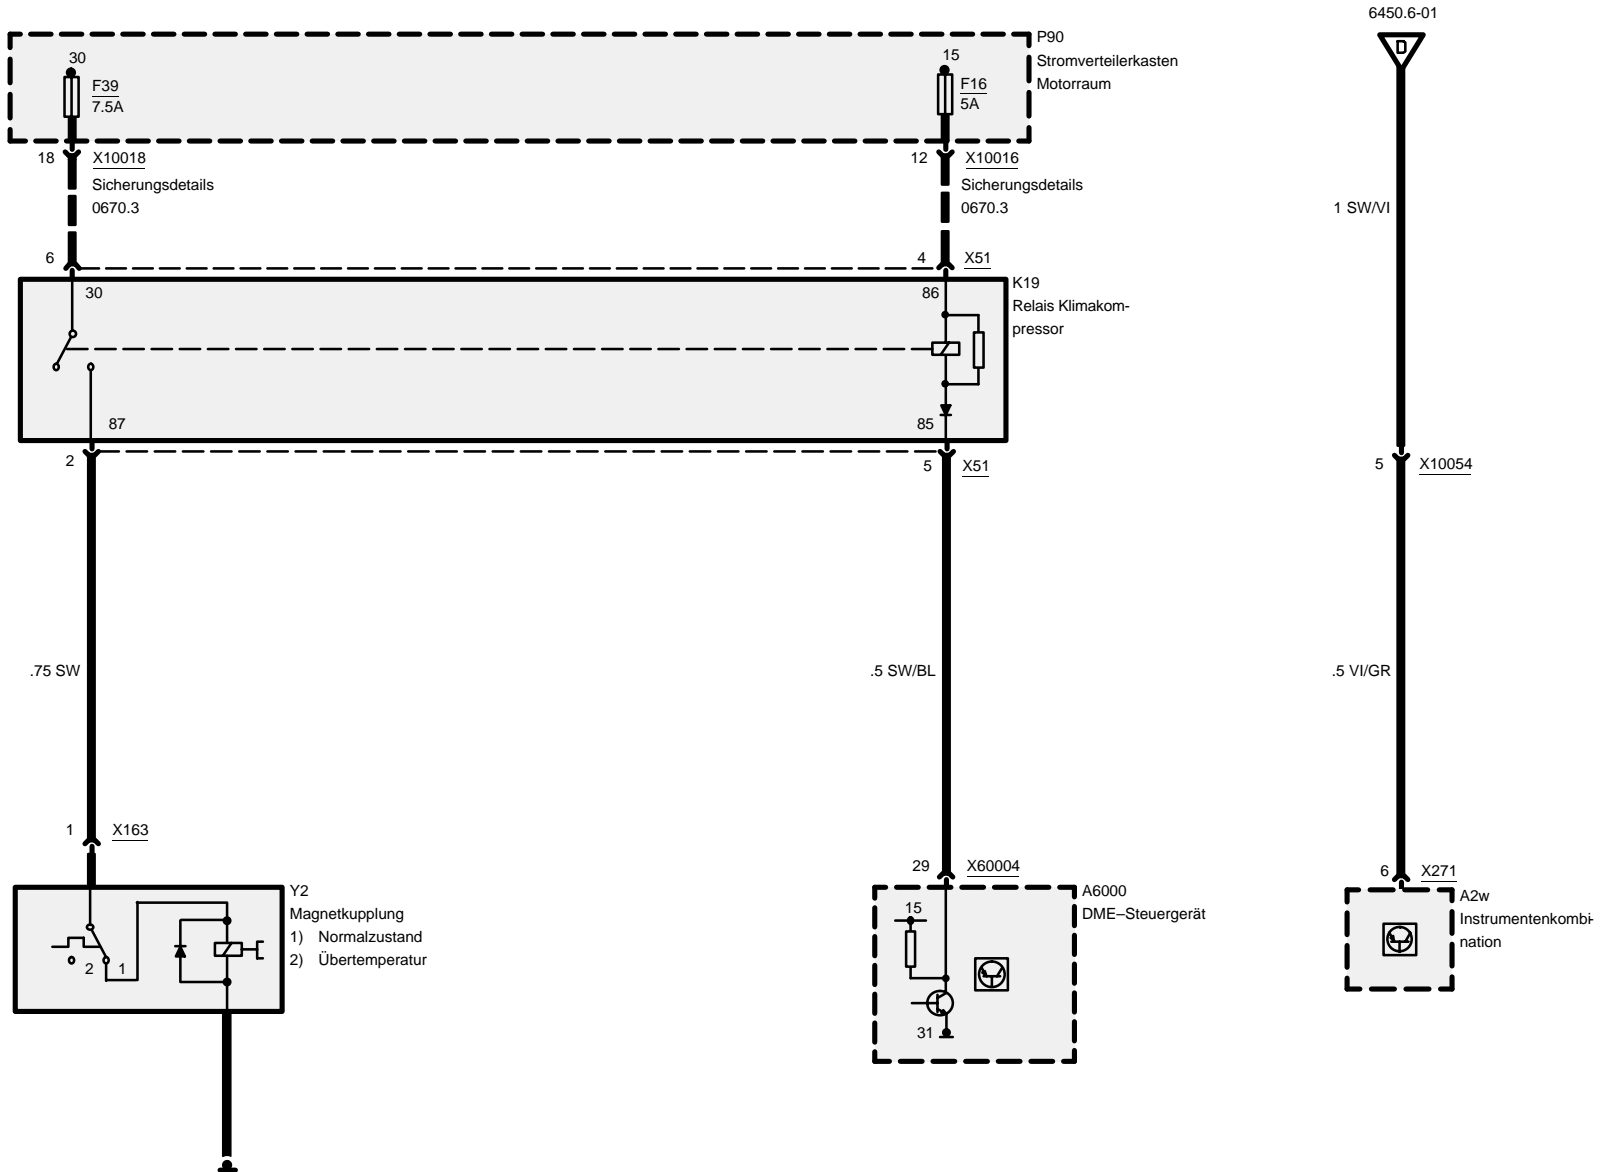 6450.6-01
D
P90
Stromverteilerkasten
Motorraum
30
F39
7.5A
15
F16
5A
18 X10018
Sicherungsdetails
0670.3
12 X10016
Sicherungsdetails
0670.3
1 SW/VI
6
4 X51
K19
Relais Klimakom-
pressor
30
86
87
85
2
5 X51
5 X10054
.75 SW
.5 SW/BL
.5 VI/GR
1 X163
29 X60004
6 X271
Y2
Magnetkupplung
1) Normalzustand
2) Übertemperatur
2 1
A6000
DME–Steuergerät
15
31
A2w
Instrumentenkombi-
nation